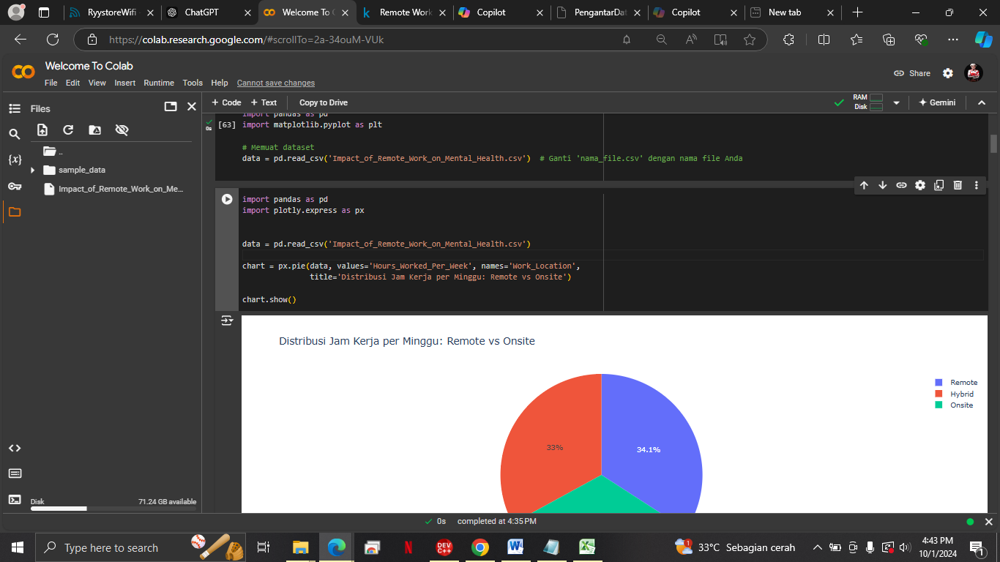 RyystoreWifi
ChatGPT
Welcome To C
Remote Work
Copilot
PengantarDat
Copilot
New tab
https://colab.research.google.com/#scrollTo=2a-34ouM-VUk
Welcome To Colab
File Edit View Insert Runtime Tools Help Cannot save changes
Share
Files
+ Code + Text Copy to Drive
RAM
Disk
Gemini
..
sample_data
Impact_of_Remote_Work_on_Me...
0s
import pandas as pd
[63] import matplotlib.pyplot as plt
# Memuat dataset
data = pd.read_csv('Impact_of_Remote_Work_on_Mental_Health.csv')  # Ganti 'nama_file.csv' dengan nama file Anda
import pandas as pd
import plotly.express as px
data = pd.read_csv('Impact_of_Remote_Work_on_Mental_Health.csv')
chart = px.pie(data, values='Hours_Worked_Per_Week', names='Work_Location',
title='Distribusi Jam Kerja per Minggu: Remote vs Onsite')
chart.show()
Distribusi Jam Kerja per Minggu: Remote vs Onsite
Remote
Hybrid
Onsite
33%
34.1%
Disk 71.24 GB available
0s completed at 4:35 PM
Type here to search
DEV C++
1
33°C Sebagian cerah
4:43 PM
10/1/2024
1